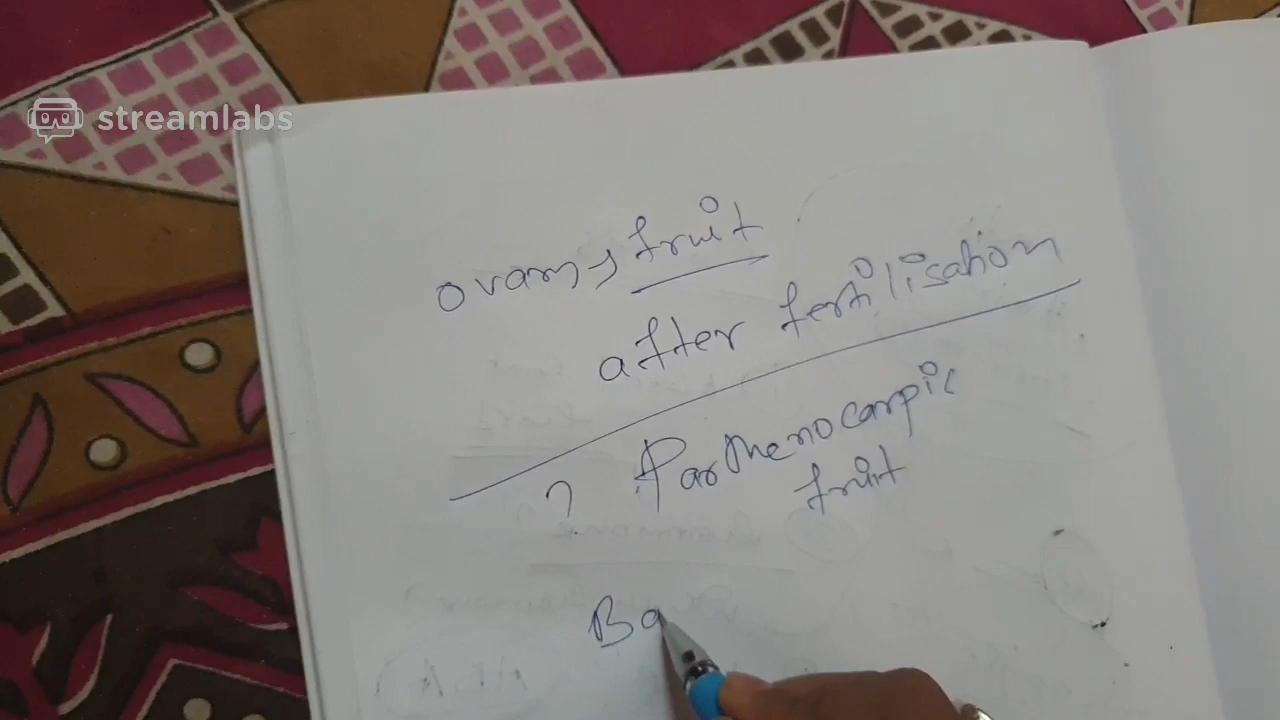 streamlabs
ovary → fruit
after fertilisation
? Parthenocarpic
fruit
Ba